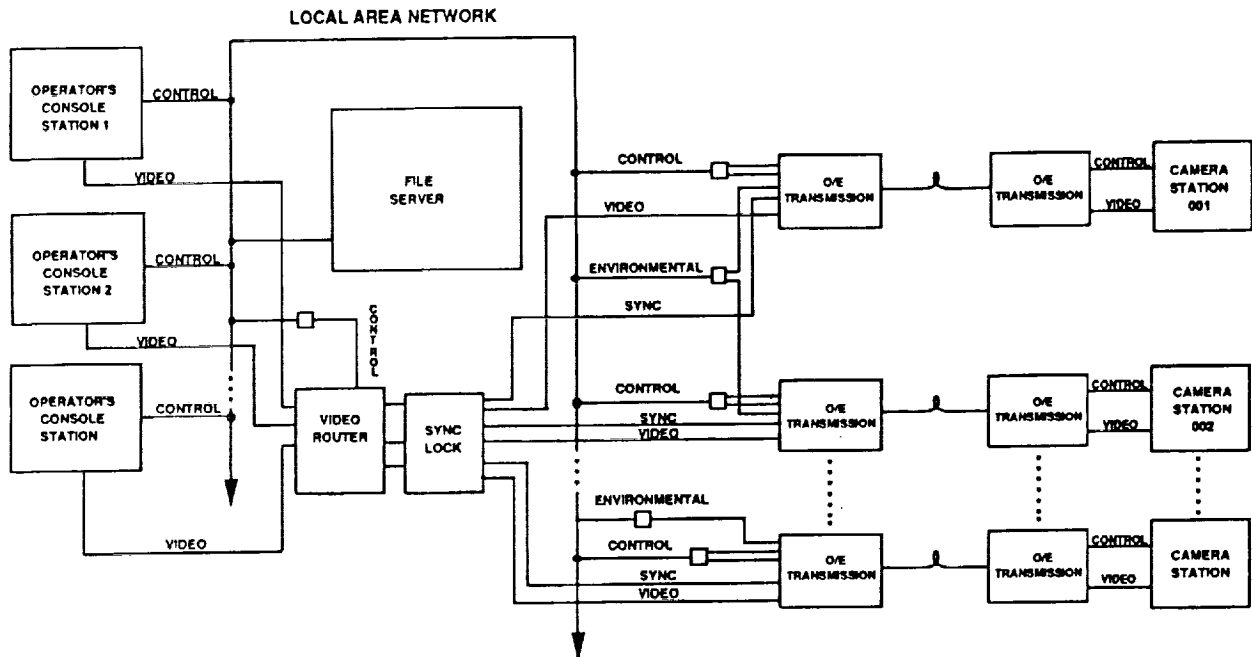 LOCAL AREA NETWORK
OPERATOR'S
CONSOLE
STATION 1
CONTROL
VIDEO
FILE
SERVER
OPERATOR'S
CONSOLE
STATION 2
CONTROL
VIDEO
CONTROL
OPERATOR'S
CONSOLE
STATION
CONTROL
VIDEO
VIDEO
ROUTER
SYNC
LOCK
CONTROL
VIDEO
ENVIRONMENTAL
SYNC
O/E
TRANSMISSION
O/E
TRANSMISSION
CONTROL
VIDEO
CAMERA
STATION
001
CONTROL
SYNC
VIDEO
O/E
TRANSMISSION
O/E
TRANSMISSION
CONTROL
VIDEO
CAMERA
STATION
002
ENVIRONMENTAL
CONTROL
SYNC
VIDEO
O/E
TRANSMISSION
O/E
TRANSMISSION
CONTROL
VIDEO
CAMERA
STATION